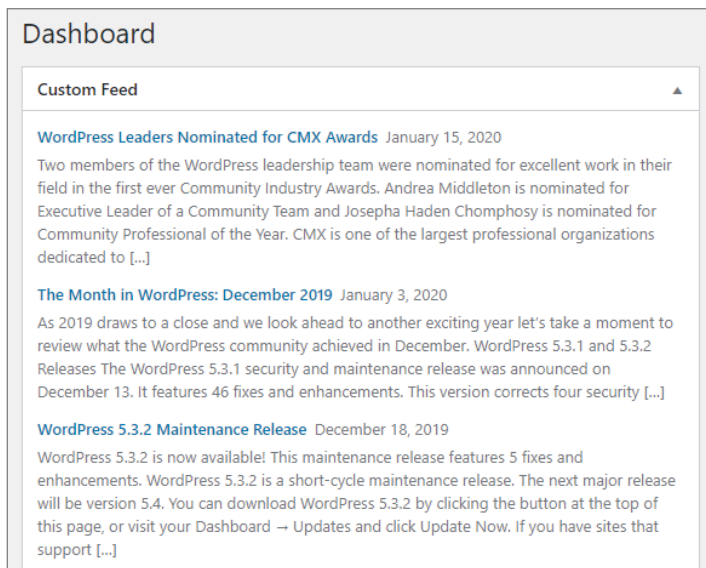 Dashboard
Custom Feed
WordPress Leaders Nominated for CMX Awards January 15, 2020
Two members of the WordPress leadership team were nominated for excellent work in their
field in the first ever Community Industry Awards. Andrea Middleton is nominated for
Executive Leader of a Community Team and Josepha Haden Chomphosy is nominated for
Community Professional of the Year. CMX is one of the largest professional organizations
dedicated to [...]
The Month in WordPress: December 2019 January 3, 2020
As 2019 draws to a close and we look ahead to another exciting year let's take a moment to
review what the WordPress community achieved in December. WordPress 5.3.1 and 5.3.2
Releases The WordPress 5.3.1 security and maintenance release was announced on
December 13. It features 46 fixes and enhancements. This version corrects four security [...]
WordPress 5.3.2 Maintenance Release December 18, 2019
WordPress 5.3.2 is now available! This maintenance release features 5 fixes and
enhancements. WordPress 5.3.2 is a short-cycle maintenance release. The next major release
will be version 5.4. You can download WordPress 5.3.2 by clicking the button at the top of
this page, or visit your Dashboard → Updates and click Update Now. If you have sites that
support [...]